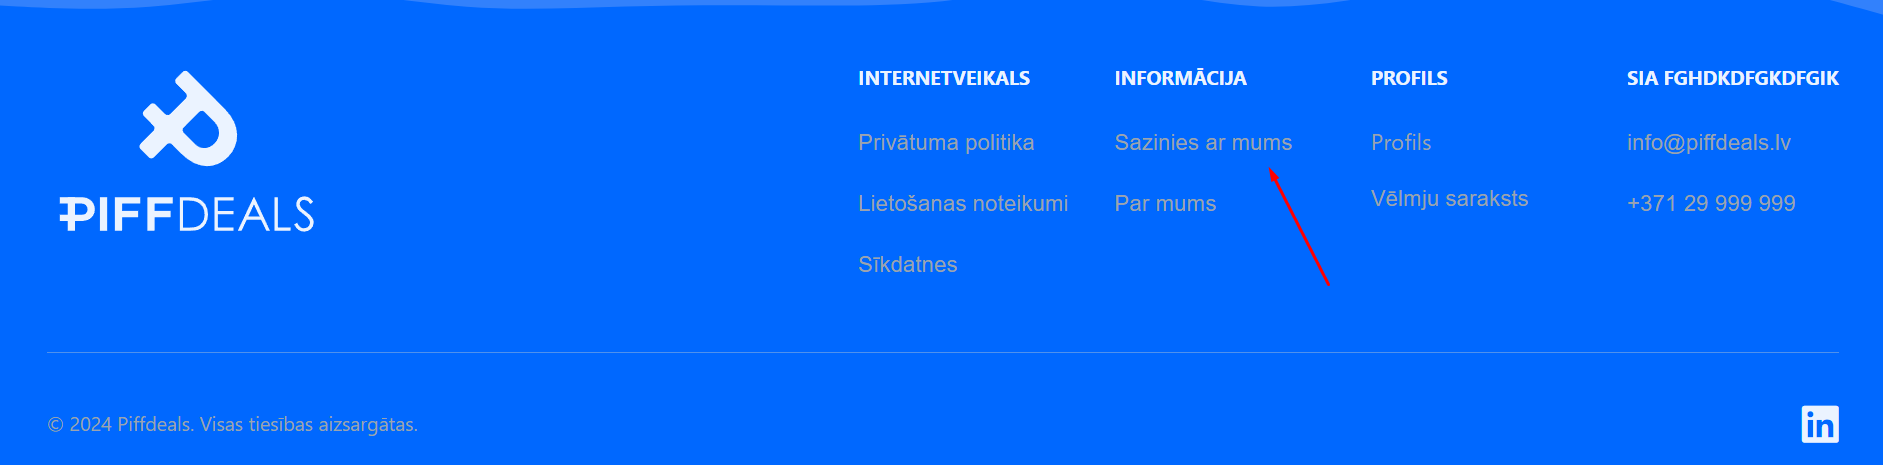 PIFFDEALS
INTERNETVEIKALS
Privātuma politika
Lietošanas noteikumi
Sīkdatnes
INFORMĀCIJA
Sazinies ar mums
Par mums
PROFILS
Profils
Vēlmju saraksts
SIA FGHDKDFGKDFGIK
info@piffdeals.lv
+371 29 999 999
© 2024 Piffdeals. Visas tiesības aizsargātas.
in